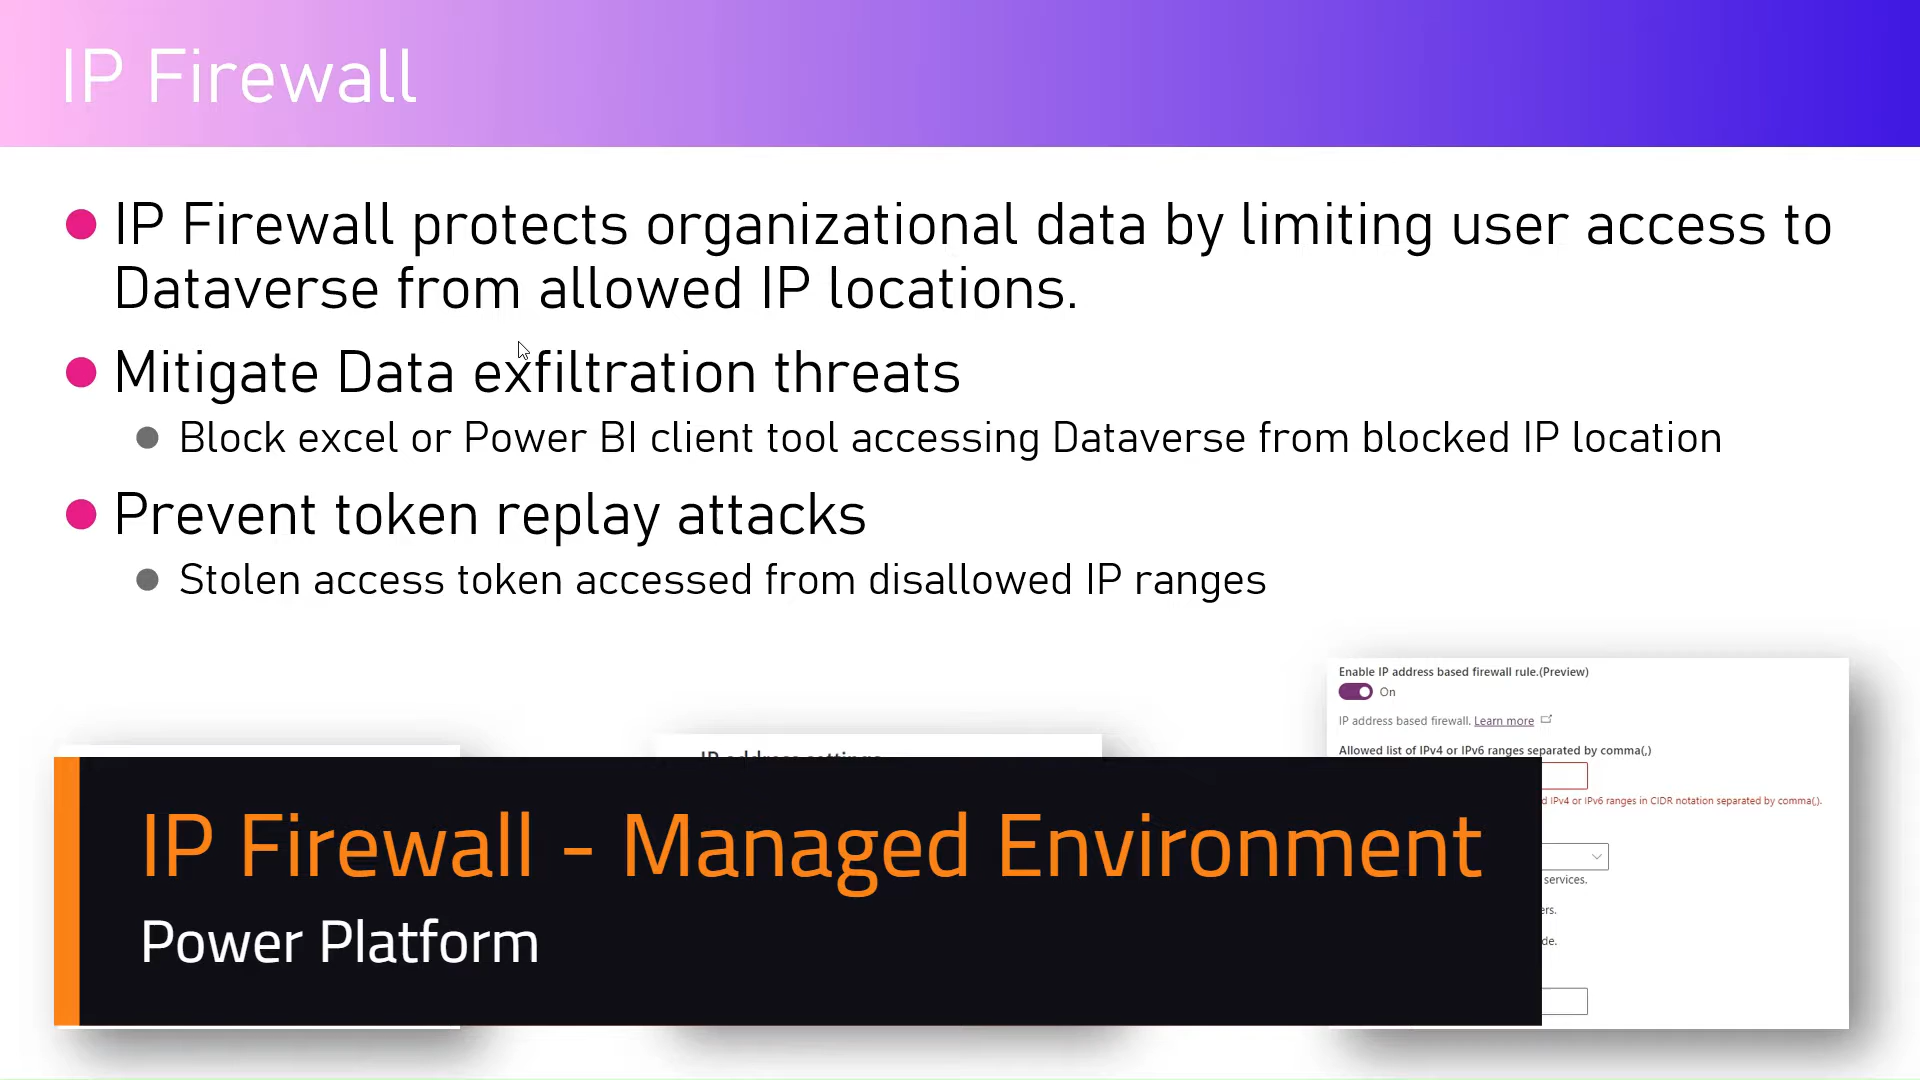 IP Firewall
IP Firewall protects organizational data by limiting user access to
Dataverse from allowed IP locations.
Mitigate Data exfiltration threats
Block excel or Power BI client tool accessing Dataverse from blocked IP location
Prevent token replay attacks
Stolen access token accessed from disallowed IP ranges
Enable IP address based firewall rule.(Preview)
On
IP address based firewall. Learn more
Allowed list of IPv4 or IPv6 ranges separated by comma(,)
IPv4 or IPv6 ranges in CIDR notation separated by comma(,).
services.
IP address settings
IP Firewall - Managed Environment
Power Platform